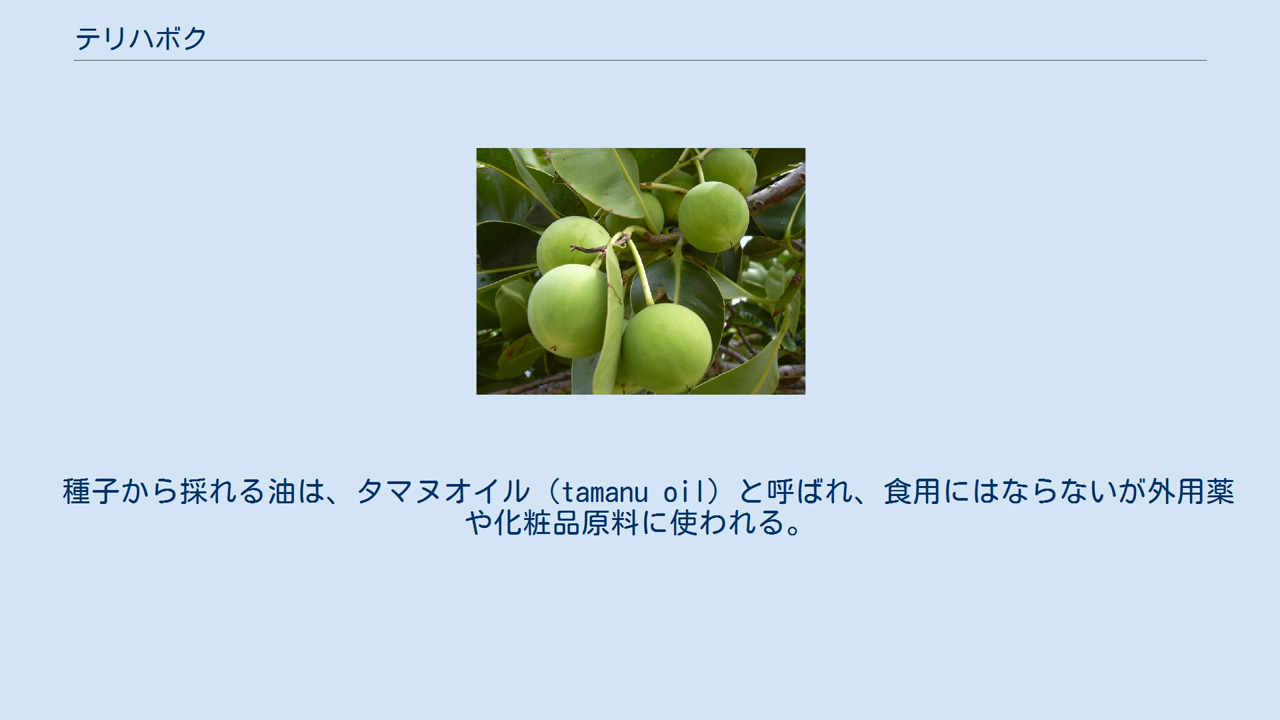 テリハボク
種子から採れる油は、タマヌオイル（tamanu oil）と呼ばれ、食用にはならないが外用薬
や化粧品原料に使われる。